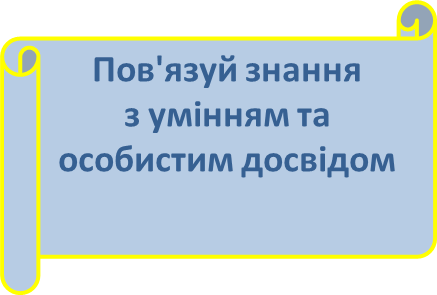 Пов'язуй знання
з умінням та
особистим досвідом